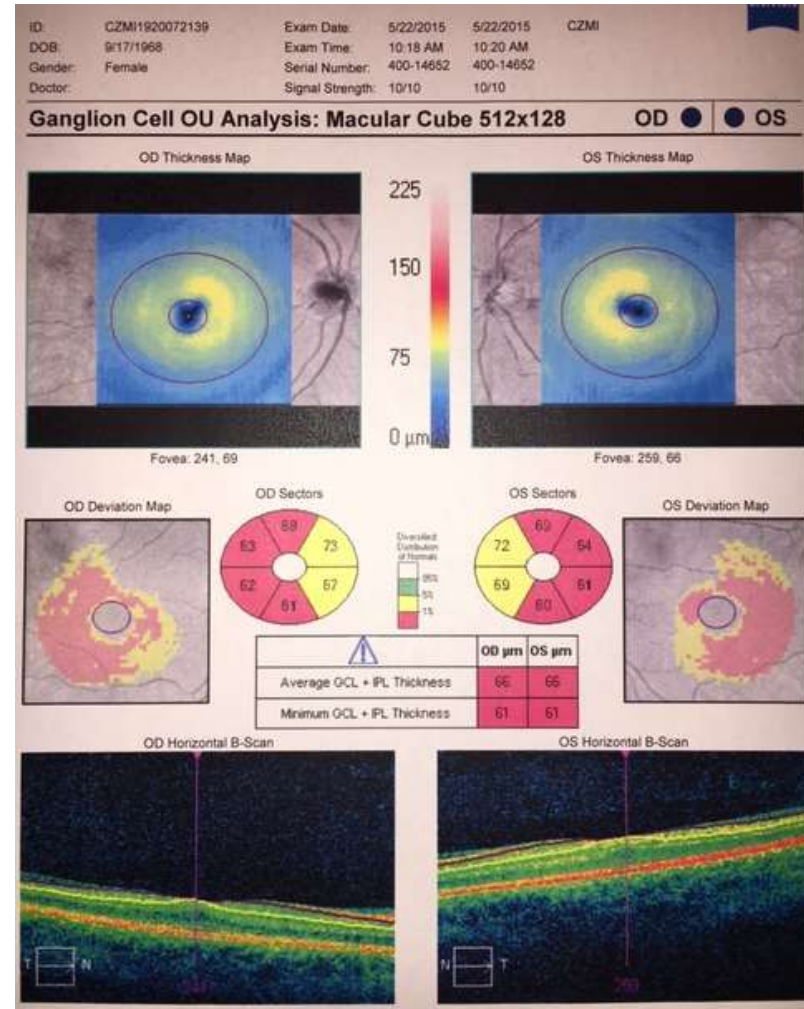 ID: CZMI1920072139 Exam Date: 5/22/2015 5/22/2015 CZMI
DOB: 9/17/1968 Exam Time: 10:18 AM 10:20 AM
Gender: Female Serial Number: 400-14652 400-14652
Doctor: Signal Strength: 10/10 10/10
Ganglion Cell OU Analysis: Macular Cube 512x128 OD OS
OD Thickness Map
OS Thickness Map
225
150
75
0 µm
Fovea: 241, 69
Fovea: 259, 66
OD Deviation Map
OD Sectors
OS Sectors
OS Deviation Map
68
63 73
62 67
61
Diversified
Distribution
of Normals
95%
5%
1%
69
72 64
69 61
60
OD µm OS µm
Average GCL + IPL Thickness 66 66
Minimum GCL + IPL Thickness 61 61
OD Horizontal B-Scan
OS Horizontal B-Scan
T N
N T
259